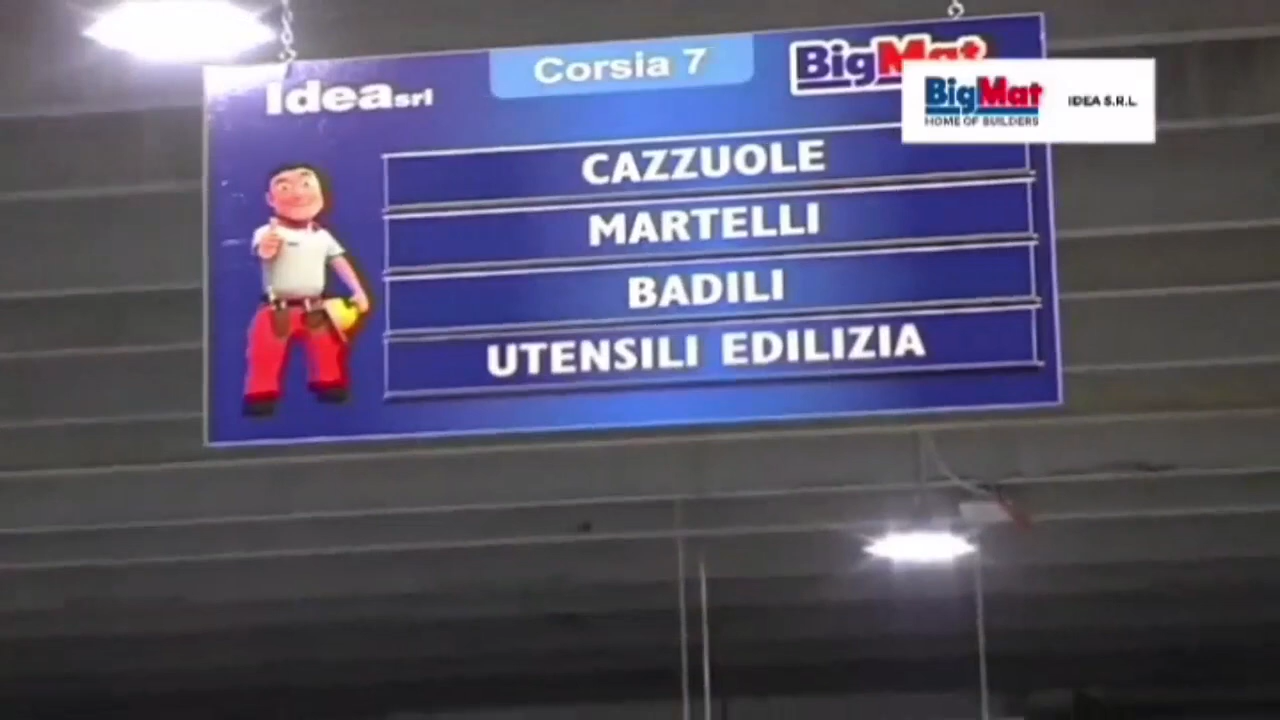 Idea srl
Corsia 7
BigMat
BigMat
HOME OF BUILDERS
IDEA S.R.L
CAZZUOLE
MARTELLI
BADILI
UTENSILI EDILIZIA